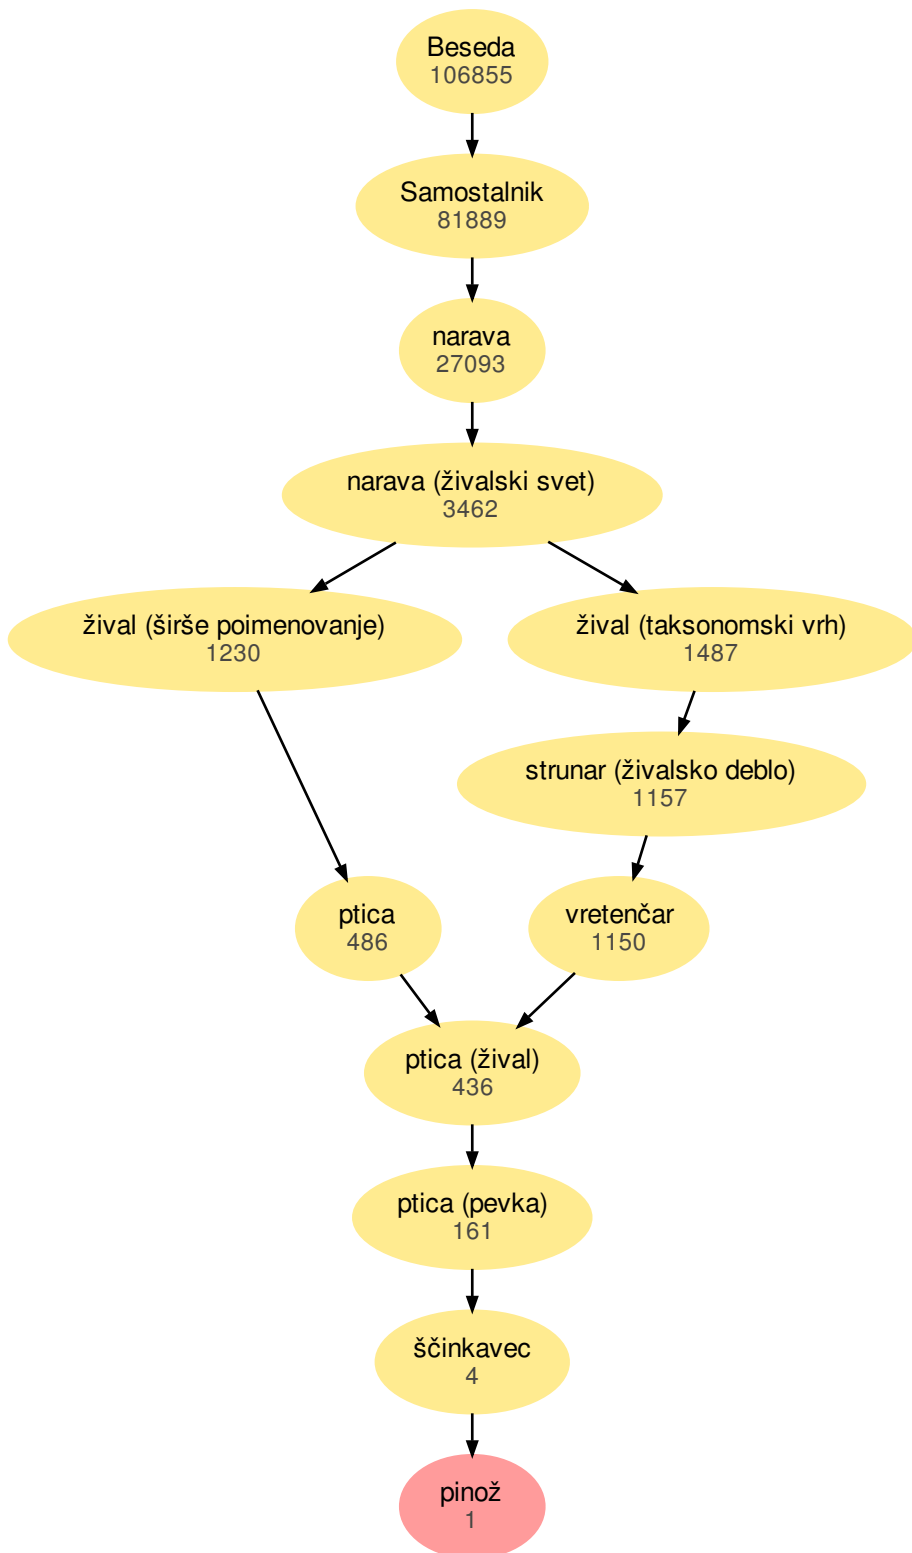 Beseda
106855
Samostalnik
81889
narava
27093
narava (živalski svet)
3462
žival (širše poimenovanje)
1230
žival (taksonomski vrh)
1487
strunar (živalsko deblo)
1157
ptica
486
vretenčar
1150
ptica (žival)
436
ptica (pevka)
161
ščinkavec
4
pinož
1